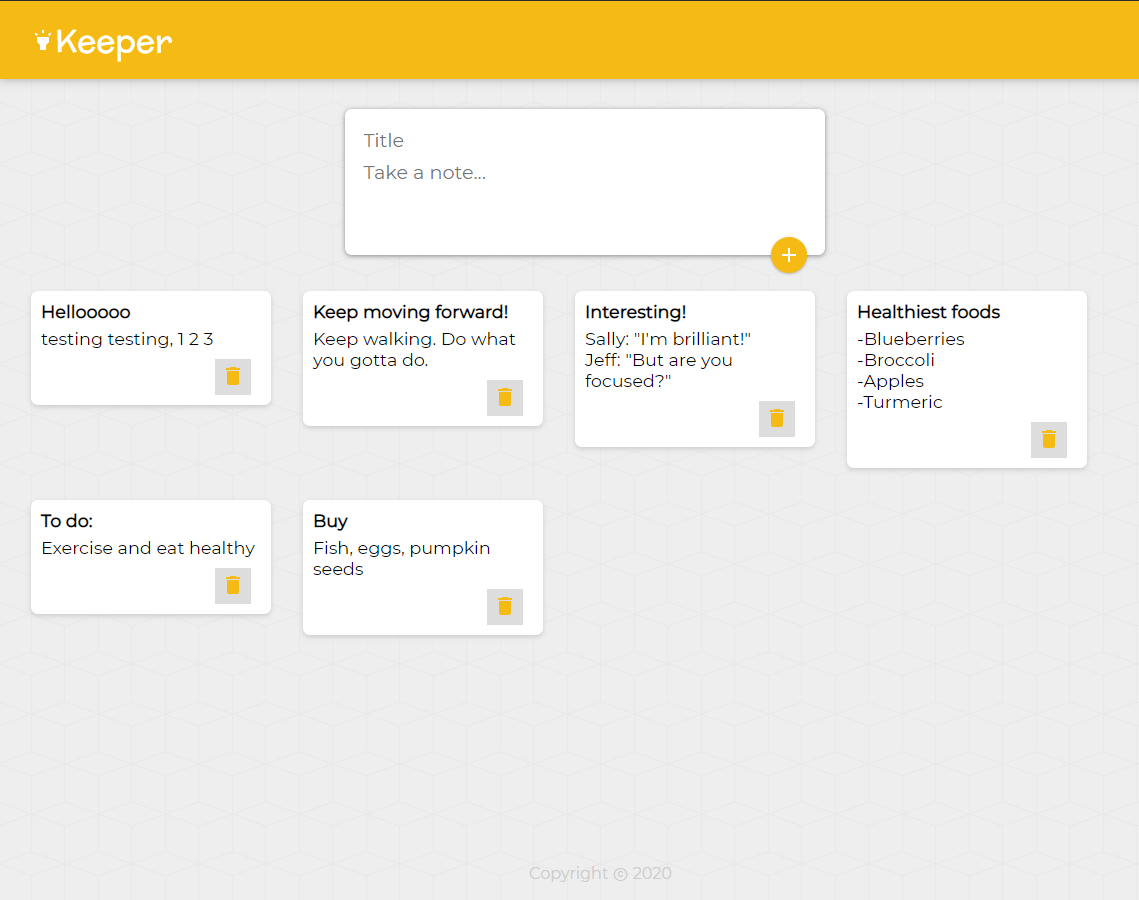 Keeper
Title
Take a note...
Hellooooo
testing testing, 1 2 3
Keep moving forward!
Keep walking. Do what
you gotta do.
Interesting!
Sally: "I'm brilliant!"
Jeff: "But are you
focused?"
Healthiest foods
-Blueberries
-Broccoli
-Apples
-Turmeric
To do:
Exercise and eat healthy
Buy
Fish, eggs, pumpkin
seeds
Copyright © 2020